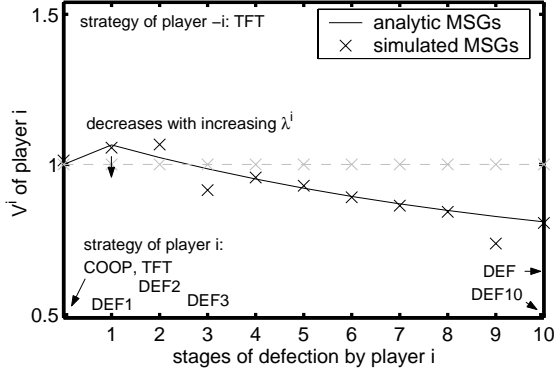 1.5
strategy of player −i: TFT
analytic MSGs
simulated MSGs
decreases with increasing λ^i
1
V^i of player i
strategy of player i:
COOP, TFT
DEF1
DEF2
DEF3
DEF
DEF10
0.5
1 2 3 4 5 6 7 8 9 10
stages of defection by player i